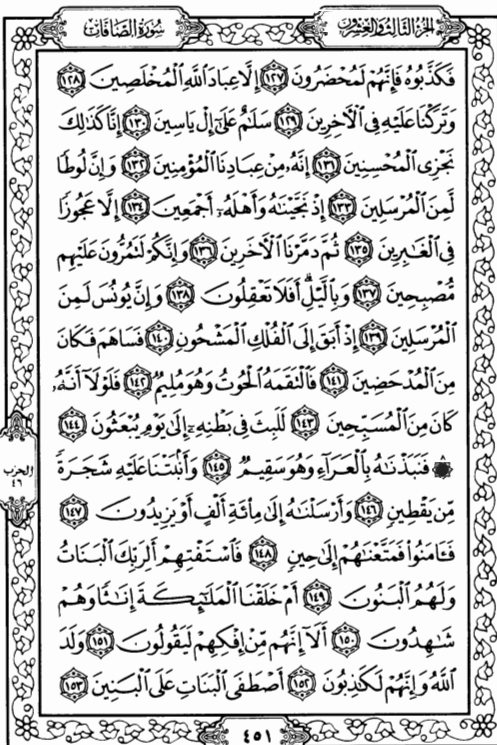 الجزء الثالث والعشرون
سورة الصافات
فَكَذَّبُوهُ فَإِنَّهُمْ لَمُحْضَرُونَ ١٢٧ إِلَّا عِبَادَ اللَّهِ الْمُخْلَصِينَ ١٢٨
وَتَرَكْنَا عَلَيْهِ فِي الْآخِرِينَ ١٢٩ سَلَامٌ عَلَىٰ إِلْ يَاسِينَ ١٣٠ إِنَّا كَذَٰلِكَ
نَجْزِي الْمُحْسِنِينَ ١٣١ إِنَّهُ مِنْ عِبَادِنَا الْمُؤْمِنِينَ ١٣٢ وَإِنَّ لُوطًا
لَّمِنَ الْمُرْسَلِينَ ١٣٣ إِذْ نَجَّيْنَاهُ وَأَهْلَهُ أَجْمَعِينَ ١٣٤ إِلَّا عَجُوزًا
فِي الْغَابِرِينَ ١٣٥ ثُمَّ دَمَّرْنَا الْآخَرِينَ ١٣٦ وَإِنَّكُمْ لَتَمُرُّونَ عَلَيْهِم
مُّصْبِحِينَ ١٣٧ وَبِاللَّيْلِ ۗ أَفَلَا تَعْقِلُونَ ١٣٨ وَإِنَّ يُونُسَ لَمِنَ
الْمُرْسَلِينَ ١٣٩ إِذْ أَبَقَ إِلَى الْفُلْكِ الْمَشْحُونِ ١٤٠ فَسَاهَمَ فَكَانَ
مِنَ الْمُدْحَضِينَ ١٤١ فَالْتَقَمَهُ الْحُوتُ وَهُوَ مُلِيمٌ ١٤٢ فَلَوْلَا أَنَّهُ
كَانَ مِنَ الْمُسَبِّحِينَ ١٤٣ لَلَبِثَ فِي بَطْنِهِ إِلَىٰ يَوْمِ يُبْعَثُونَ ١٤٤
۞ فَنَبَذْنَاهُ بِالْعَرَاءِ وَهُوَ سَقِيمٌ ١٤٥ وَأَنبَتْنَا عَلَيْهِ شَجَرَةً
مِّن يَقْطِينٍ ١٤٦ وَأَرْسَلْنَاهُ إِلَىٰ مِائَةِ أَلْفٍ أَوْ يَزِيدُونَ ١٤٧
فَآمَنُوا فَمَتَّعْنَاهُمْ إِلَىٰ حِينٍ ١٤٨ فَاسْتَفْتِهِمْ أَلِرَبِّكَ الْبَنَاتُ
وَلَهُمُ الْبَنُونَ ١٤٩ أَمْ خَلَقْنَا الْمَلَائِكَةَ إِنَاثًا وَهُمْ
شَاهِدُونَ ١٥٠ أَلَا إِنَّهُم مِّنْ إِفْكِهِمْ لَيَقُولُونَ ١٥١ وَلَدَ
اللَّهُ وَإِنَّهُمْ لَكَاذِبُونَ ١٥٢ أَصْطَفَى الْبَنَاتِ عَلَى الْبَنِينَ ١٥٣
الحزب
٤٦
٤٥١